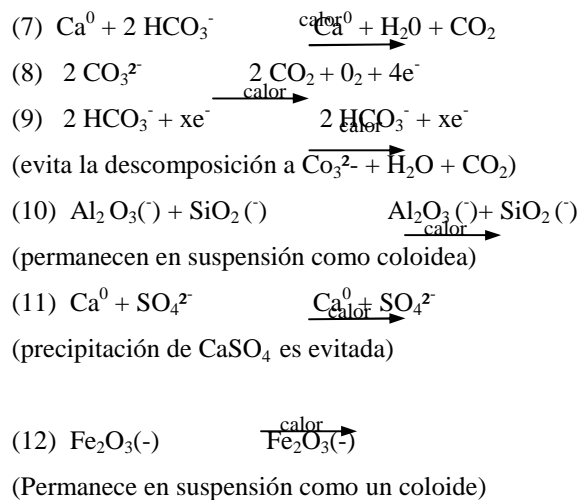 (7) Ca⁰ + 2 HCO₃⁻ calor Ca⁰ + H₂0 + CO₂
(8) 2 CO₃²⁻ calor 2 CO₂ + 0₂ + 4e⁻
(9) 2 HCO₃⁻ + xe⁻ calor 2 HCO₃⁻ + xe⁻
(evita la descomposición a Co₃²- + H₂O + CO₂)
(10) Al₂ O₃(⁻) + SiO₂ (⁻) calor Al₂O₃ (⁻)+ SiO₂ (⁻)
(permanecen en suspensión como coloidea)
(11) Ca⁰ + SO₄²⁻ calor Ca⁰ + SO₄²⁻
(precipitación de CaSO₄ es evitada)
(12) Fe₂O₃(-) calor Fe₂O₃(-)
(Permanece en suspensión como un coloide)